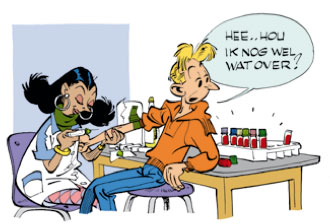 HEE.. HOU
IK NOG WEL
WAT OVER?